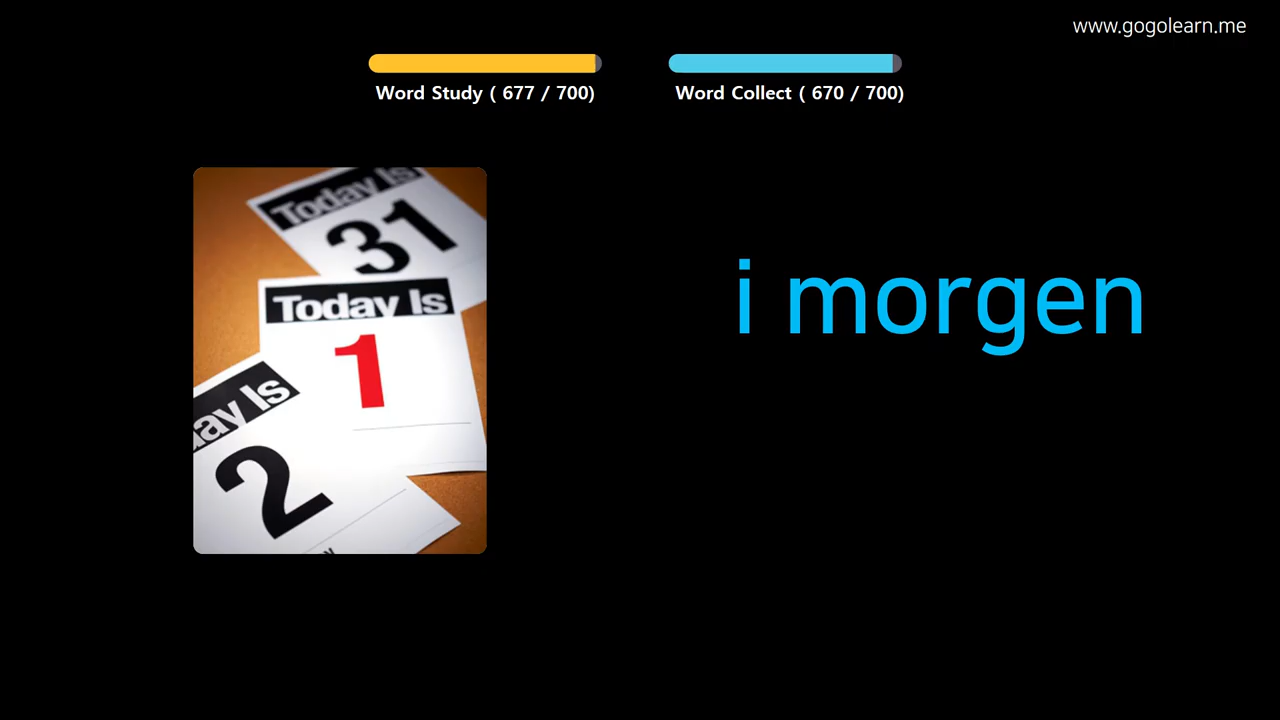 www.gogolearn.me
Word Study ( 677 / 700)
Word Collect ( 670 / 700)
Today Is
31
Today Is
1
ay Is
2
i morgen